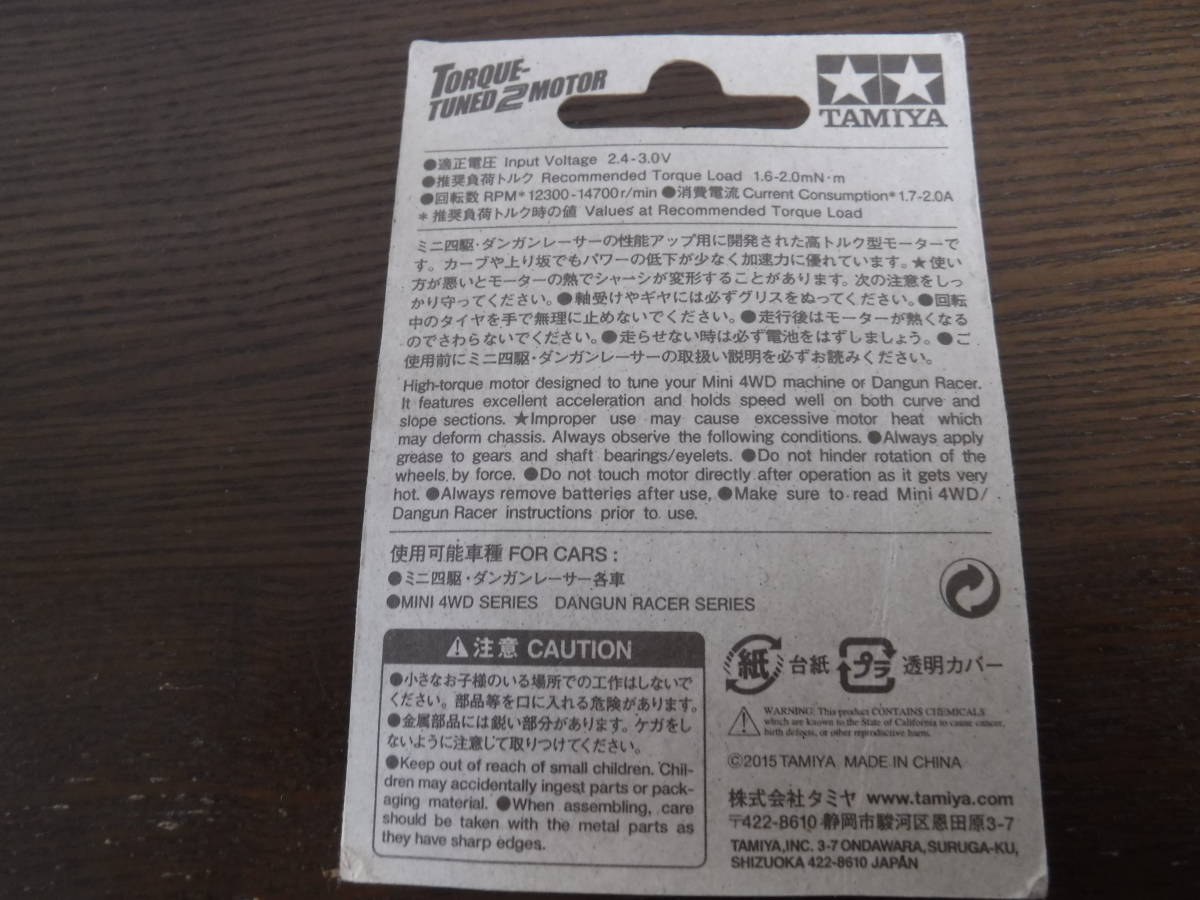 TORQUE-
TUNED 2 MOTOR
TAMIYA
●適正電圧 Input Voltage 2.4-3.0V
●推奨負荷トルク Recommended Torque Load 1.6-2.0mN·m
●回転数 RPM* 12300-14700r/min ●消費電流 Current Consumption* 1.7-2.0A
* 推奨負荷トルク時の値 Values at Recommended Torque Load
ミニ四駆・ダンガンレーサーの性能アップ用に開発された高トルク型モーターで
す。カーブや上り坂でもパワーの低下が少なく加速力に優れています。★使い
方が悪いとモーターの熱でシャーシが変形することがあります。次の注意をしっ
かり守ってください。●軸受けやギヤには必ずグリスをぬってください。●回転
中のタイヤを手で無理に止めないでください。●走行後はモーターが熱くなる
のでさわらないでください。●走らせない時は必ず電池をはずしましょう。●ご
使用前にミニ四駆・ダンガンレーサーの取扱い説明を必ずお読みください。
High-torque motor designed to tune your Mini 4WD machine or Dangun Racer.
It features excellent acceleration and holds speed well on both curve and
slope sections. ★Improper use may cause excessive motor heat which
may deform chassis. Always observe the following conditions. ●Always apply
grease to gears and shaft bearings/eyelets. ●Do not hinder rotation of the
wheels by force. ●Do not touch motor directly after operation as it gets very
hot. ●Always remove batteries after use, ●Make sure to read Mini 4WD/
Dangun Racer instructions prior to use.
使用可能車種 FOR CARS :
●ミニ四駆・ダンガンレーサー各車
●MINI 4WD SERIES DANGUN RACER SERIES
注意 CAUTION
●小さなお子様のいる場所での工作はしないで
ください。部品等を口に入れる危険があります。
●金属部品には鋭い部分があります。ケガをし
ないように注意して取りつけてください。
●Keep out of reach of small children. Chil-
dren may accidentally ingest parts or pack-
aging material. ●When assembling, care
should be taken with the metal parts as
they have sharp edges.
紙 台紙 プラ 透明カバー
WARNING: This product CONTAINS CHEMICALS
which are known to the State of California to cause cancer,
birth defects, or other reproductive harm.
©2015 TAMIYA MADE IN CHINA
株式会社タミヤ www.tamiya.com
〒422-8610 静岡市駿河区恩田原3-7
TAMIYA, INC. 3-7 ONDAWARA, SURUGA-KU,
SHIZUOKA 422-8610 JAPAN